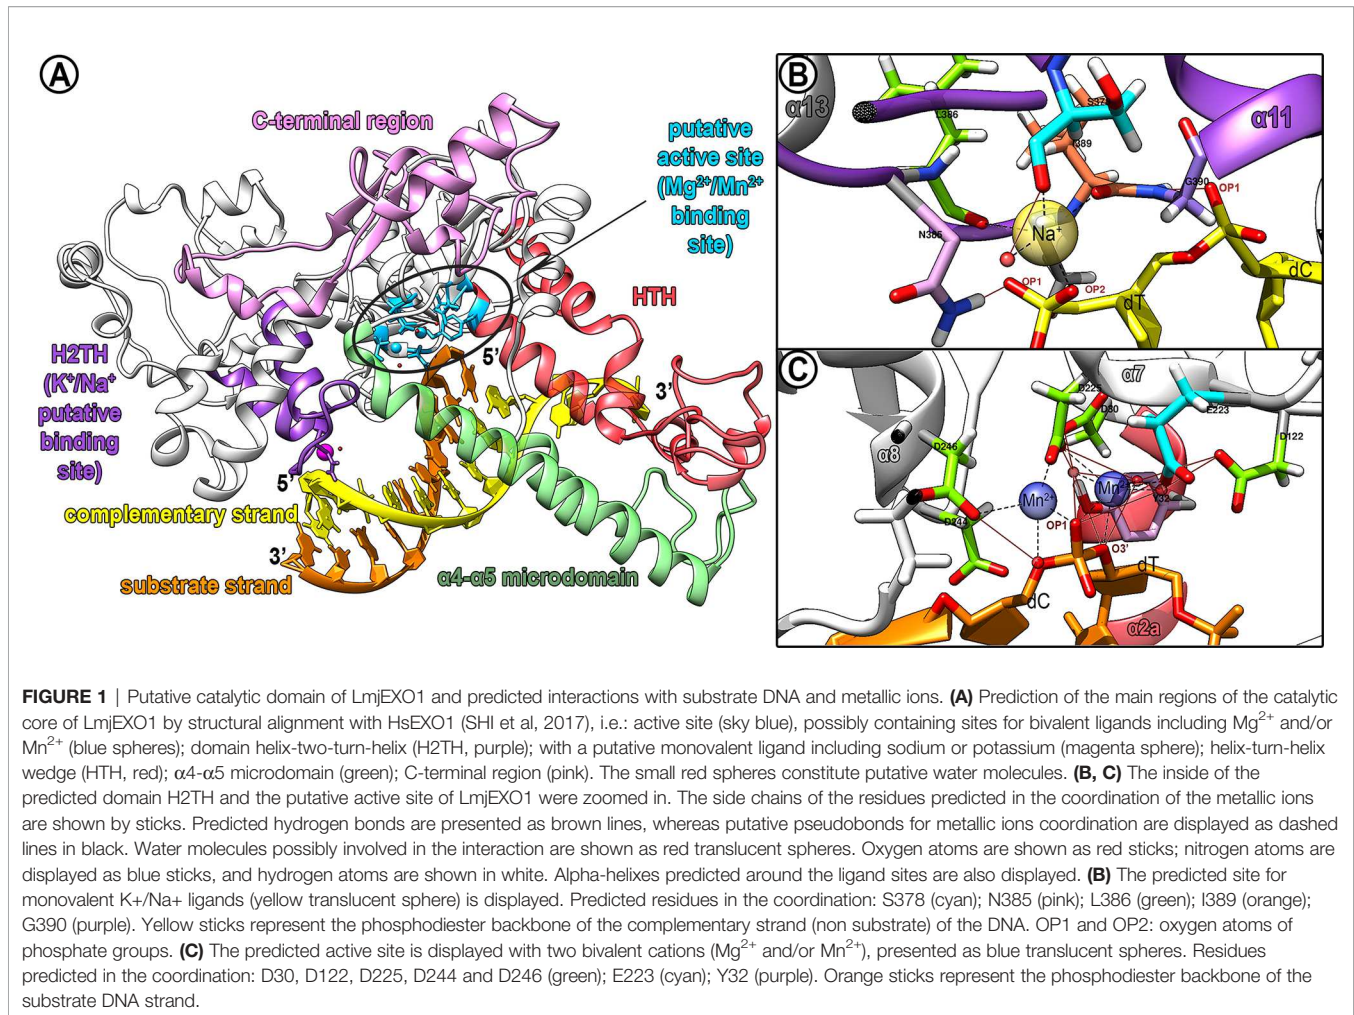 A
C-terminal region
putative
active site
(Mg²⁺/Mn²⁺
binding
site)
HTH
H2TH
(K⁺/Na⁺
putative
binding
site)
5'
3'
5'
complementary strand
3'
substrate strand
α4-α5 microdomain
B
α13
L386
S378
I389
α11
G390
OP1
N385
Na⁺
OP1
OP2
dT
dC
C
α7
D225
D30
E223
D122
α8
D246
Mn²⁺
Mn²⁺
Y32
D244
OP1
O3'
dT
dC
α2a
FIGURE 1 | Putative catalytic domain of LmjEXO1 and predicted interactions with substrate DNA and metallic ions. (A) Prediction of the main regions of the catalytic
core of LmjEXO1 by structural alignment with HsEXO1 (SHI et al, 2017), i.e.: active site (sky blue), possibly containing sites for bivalent ligands including Mg²⁺ and/or
Mn²⁺ (blue spheres); domain helix-two-turn-helix (H2TH, purple); with a putative monovalent ligand including sodium or potassium (magenta sphere); helix-turn-helix
wedge (HTH, red); α4-α5 microdomain (green); C-terminal region (pink). The small red spheres constitute putative water molecules. (B, C) The inside of the
predicted domain H2TH and the putative active site of LmjEXO1 were zoomed in. The side chains of the residues predicted in the coordination of the metallic ions
are shown by sticks. Predicted hydrogen bonds are presented as brown lines, whereas putative pseudobonds for metallic ions coordination are displayed as dashed
lines in black. Water molecules possibly involved in the interaction are shown as red translucent spheres. Oxygen atoms are shown as red sticks; nitrogen atoms are
displayed as blue sticks, and hydrogen atoms are shown in white. Alpha-helixes predicted around the ligand sites are also displayed. (B) The predicted site for
monovalent K+/Na+ ligands (yellow translucent sphere) is displayed. Predicted residues in the coordination: S378 (cyan); N385 (pink); L386 (green); I389 (orange);
G390 (purple). Yellow sticks represent the phosphodiester backbone of the complementary strand (non substrate) of the DNA. OP1 and OP2: oxygen atoms of
phosphate groups. (C) The predicted active site is displayed with two bivalent cations (Mg²⁺ and/or Mn²⁺), presented as blue translucent spheres. Residues
predicted in the coordination: D30, D122, D225, D244 and D246 (green); E223 (cyan); Y32 (purple). Orange sticks represent the phosphodiester backbone of the
substrate DNA strand.